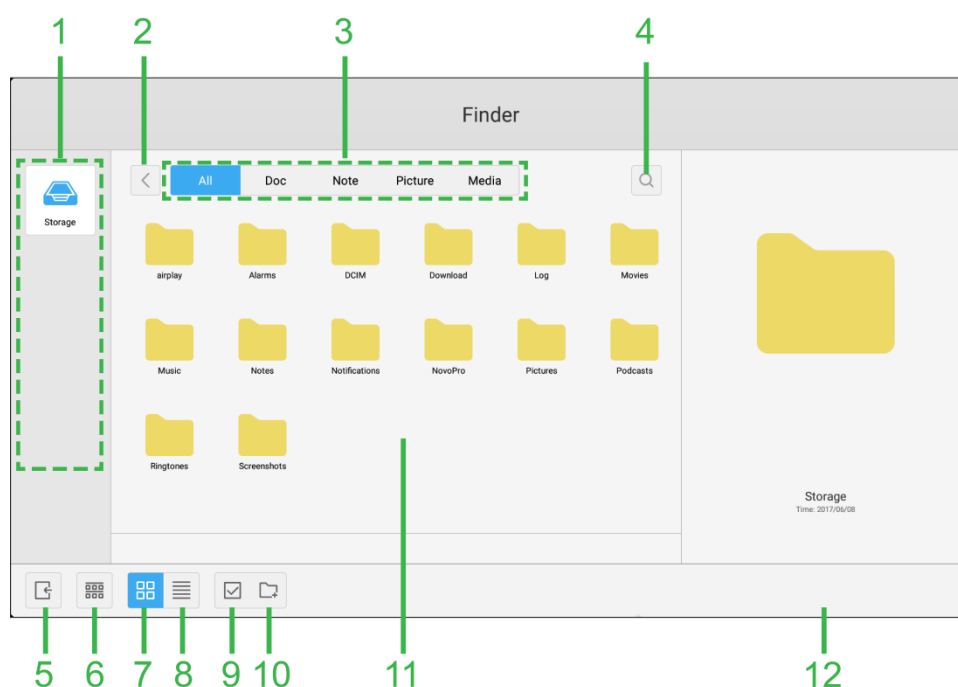 1 2 3 4
Finder
All Doc Note Picture Media
Storage
airplay Alarms DCIM Download Log Movies
Music Notes Notifications NovoPro Pictures Podcasts
Ringtones Screenshots
Storage
Time: 2017/06/08
5 6 7 8 9 10 11 12